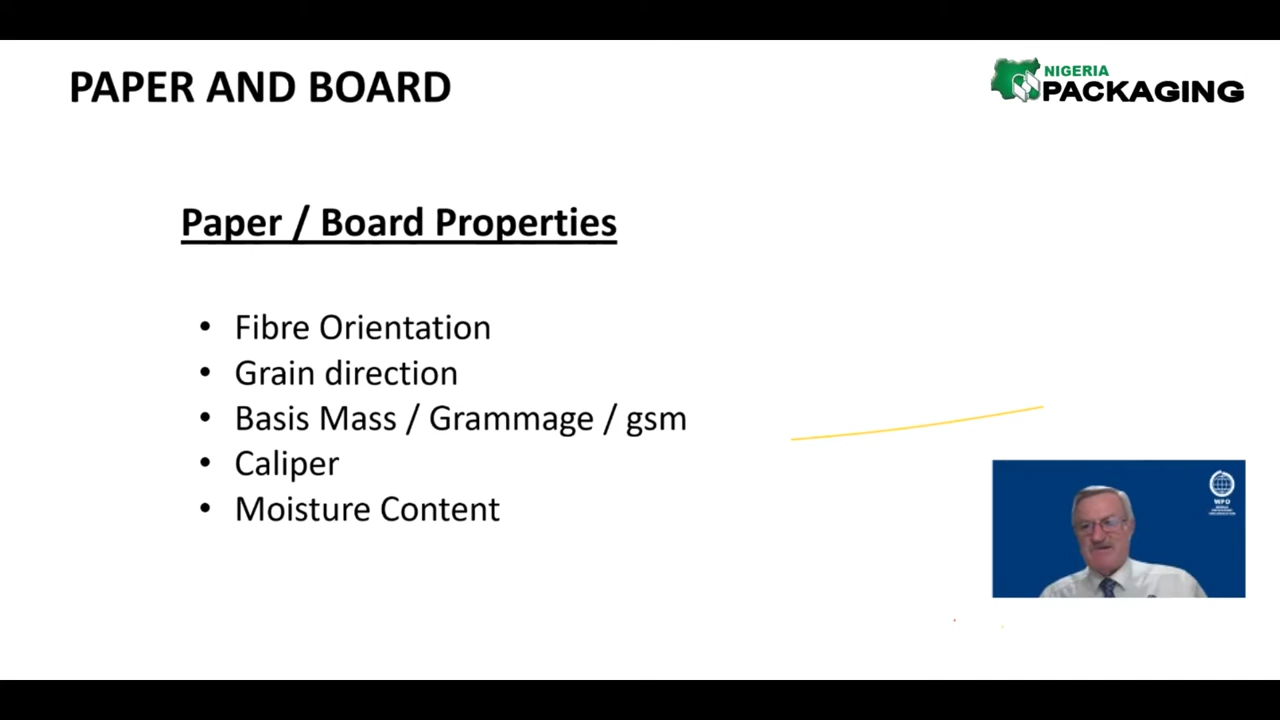 PAPER AND BOARD
NIGERIA
PACKAGING
Paper / Board Properties
• Fibre Orientation
• Grain direction
• Basis Mass / Grammage / gsm
• Caliper
• Moisture Content
WPO